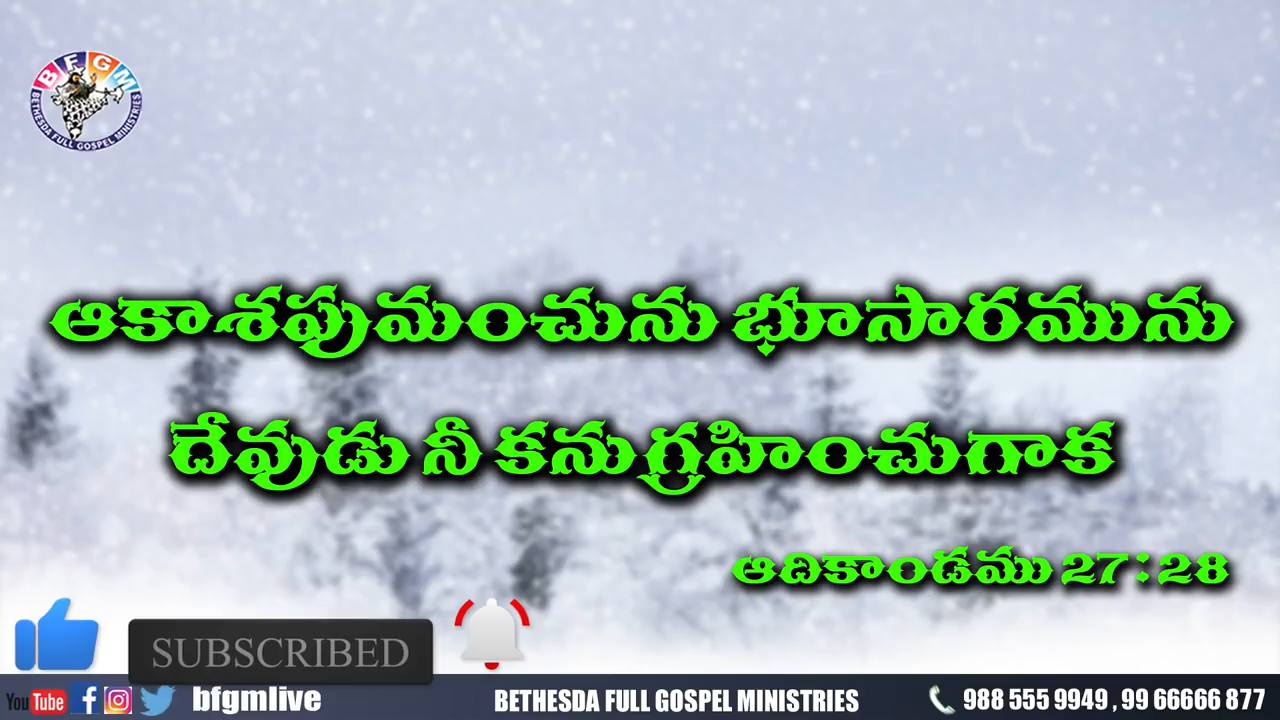 BFGM
BETHESDA FULL GOSPEL MINISTRIES
ఆకాశపుమంచును భూసారమును
దేవుడు నీ కనుగ్రహించుగాక
ఆదికాండము 27:28
SUBSCRIBED
YouTube bfgmlive BETHESDA FULL GOSPEL MINISTRIES 988 555 9949 , 99 66666 877